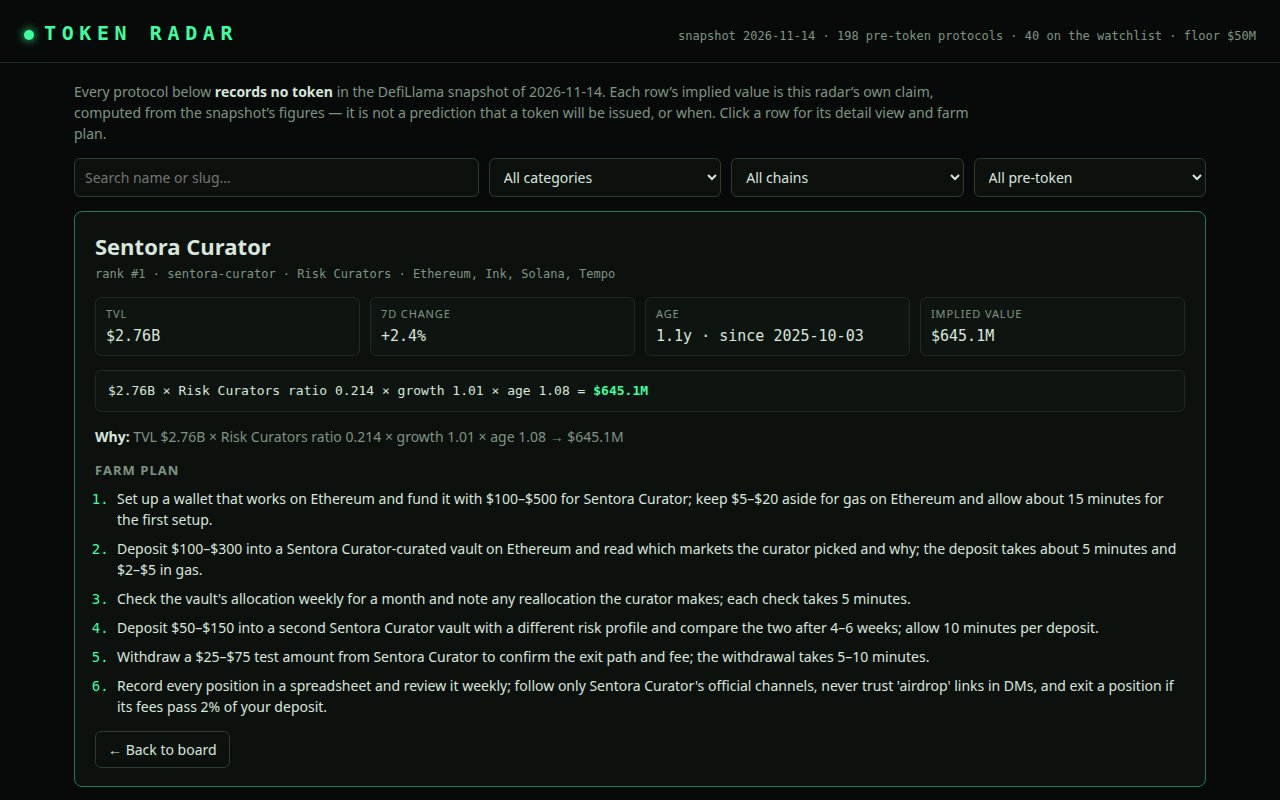 TOKEN RADAR
snapshot 2026-11-14 · 198 pre-token protocols · 40 on the watchlist · floor $50M
Every protocol below records no token in the DefiLlama snapshot of 2026-11-14. Each row’s implied value is this radar’s own claim,
computed from the snapshot’s figures — it is not a prediction that a token will be issued, or when. Click a row for its detail view and farm
plan.
Search name or slug…
All categories
All chains
All pre-token
Sentora Curator
rank #1 · sentora-curator · Risk Curators · Ethereum, Ink, Solana, Tempo
TVL
$2.76B
7D CHANGE
+2.4%
AGE
1.1y · since 2025-10-03
IMPLIED VALUE
$645.1M
$2.76B × Risk Curators ratio 0.214 × growth 1.01 × age 1.08 = $645.1M
Why: TVL $2.76B × Risk Curators ratio 0.214 × growth 1.01 × age 1.08 → $645.1M
FARM PLAN
1. Set up a wallet that works on Ethereum and fund it with $100–$500 for Sentora Curator; keep $5–$20 aside for gas on Ethereum and allow about 15 minutes for
the first setup.
2. Deposit $100–$300 into a Sentora Curator-curated vault on Ethereum and read which markets the curator picked and why; the deposit takes about 5 minutes and
$2–$5 in gas.
3. Check the vault's allocation weekly for a month and note any reallocation the curator makes; each check takes 5 minutes.
4. Deposit $50–$150 into a second Sentora Curator vault with a different risk profile and compare the two after 4–6 weeks; allow 10 minutes per deposit.
5. Withdraw a $25–$75 test amount from Sentora Curator to confirm the exit path and fee; the withdrawal takes 5–10 minutes.
6. Record every position in a spreadsheet and review it weekly; follow only Sentora Curator's official channels, never trust 'airdrop' links in DMs, and exit a position if
its fees pass 2% of your deposit.
← Back to board